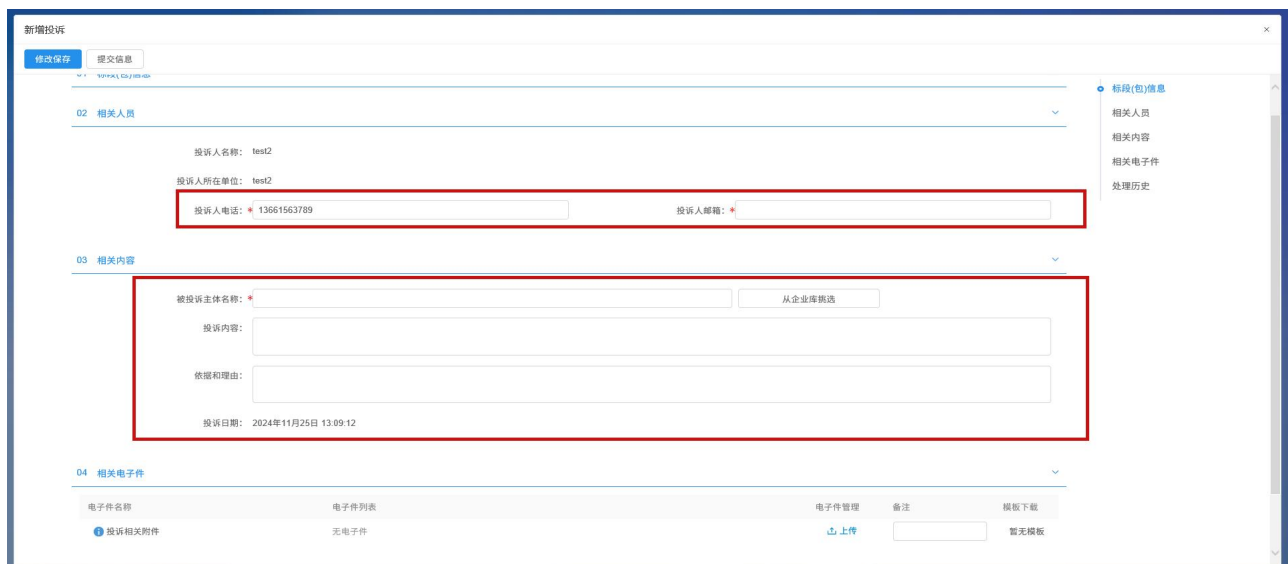 新增投诉 ×
修改保存 提交信息
01 标段(包)信息
标段(包)信息
02 相关人员
相关人员
相关内容
相关电子件
处理历史
投诉人名称： test2
投诉人所在单位： test2
投诉人电话：* 13661563789 投诉人邮箱：*
03 相关内容
被投诉主体名称：* 从企业库挑选
投诉内容：
依据和理由：
投诉日期： 2024年11月25日 13:09:12
04 相关电子件
电子件名称 电子件列表 电子件管理 备注 模板下载
投诉相关附件 无电子件 上传 暂无模板